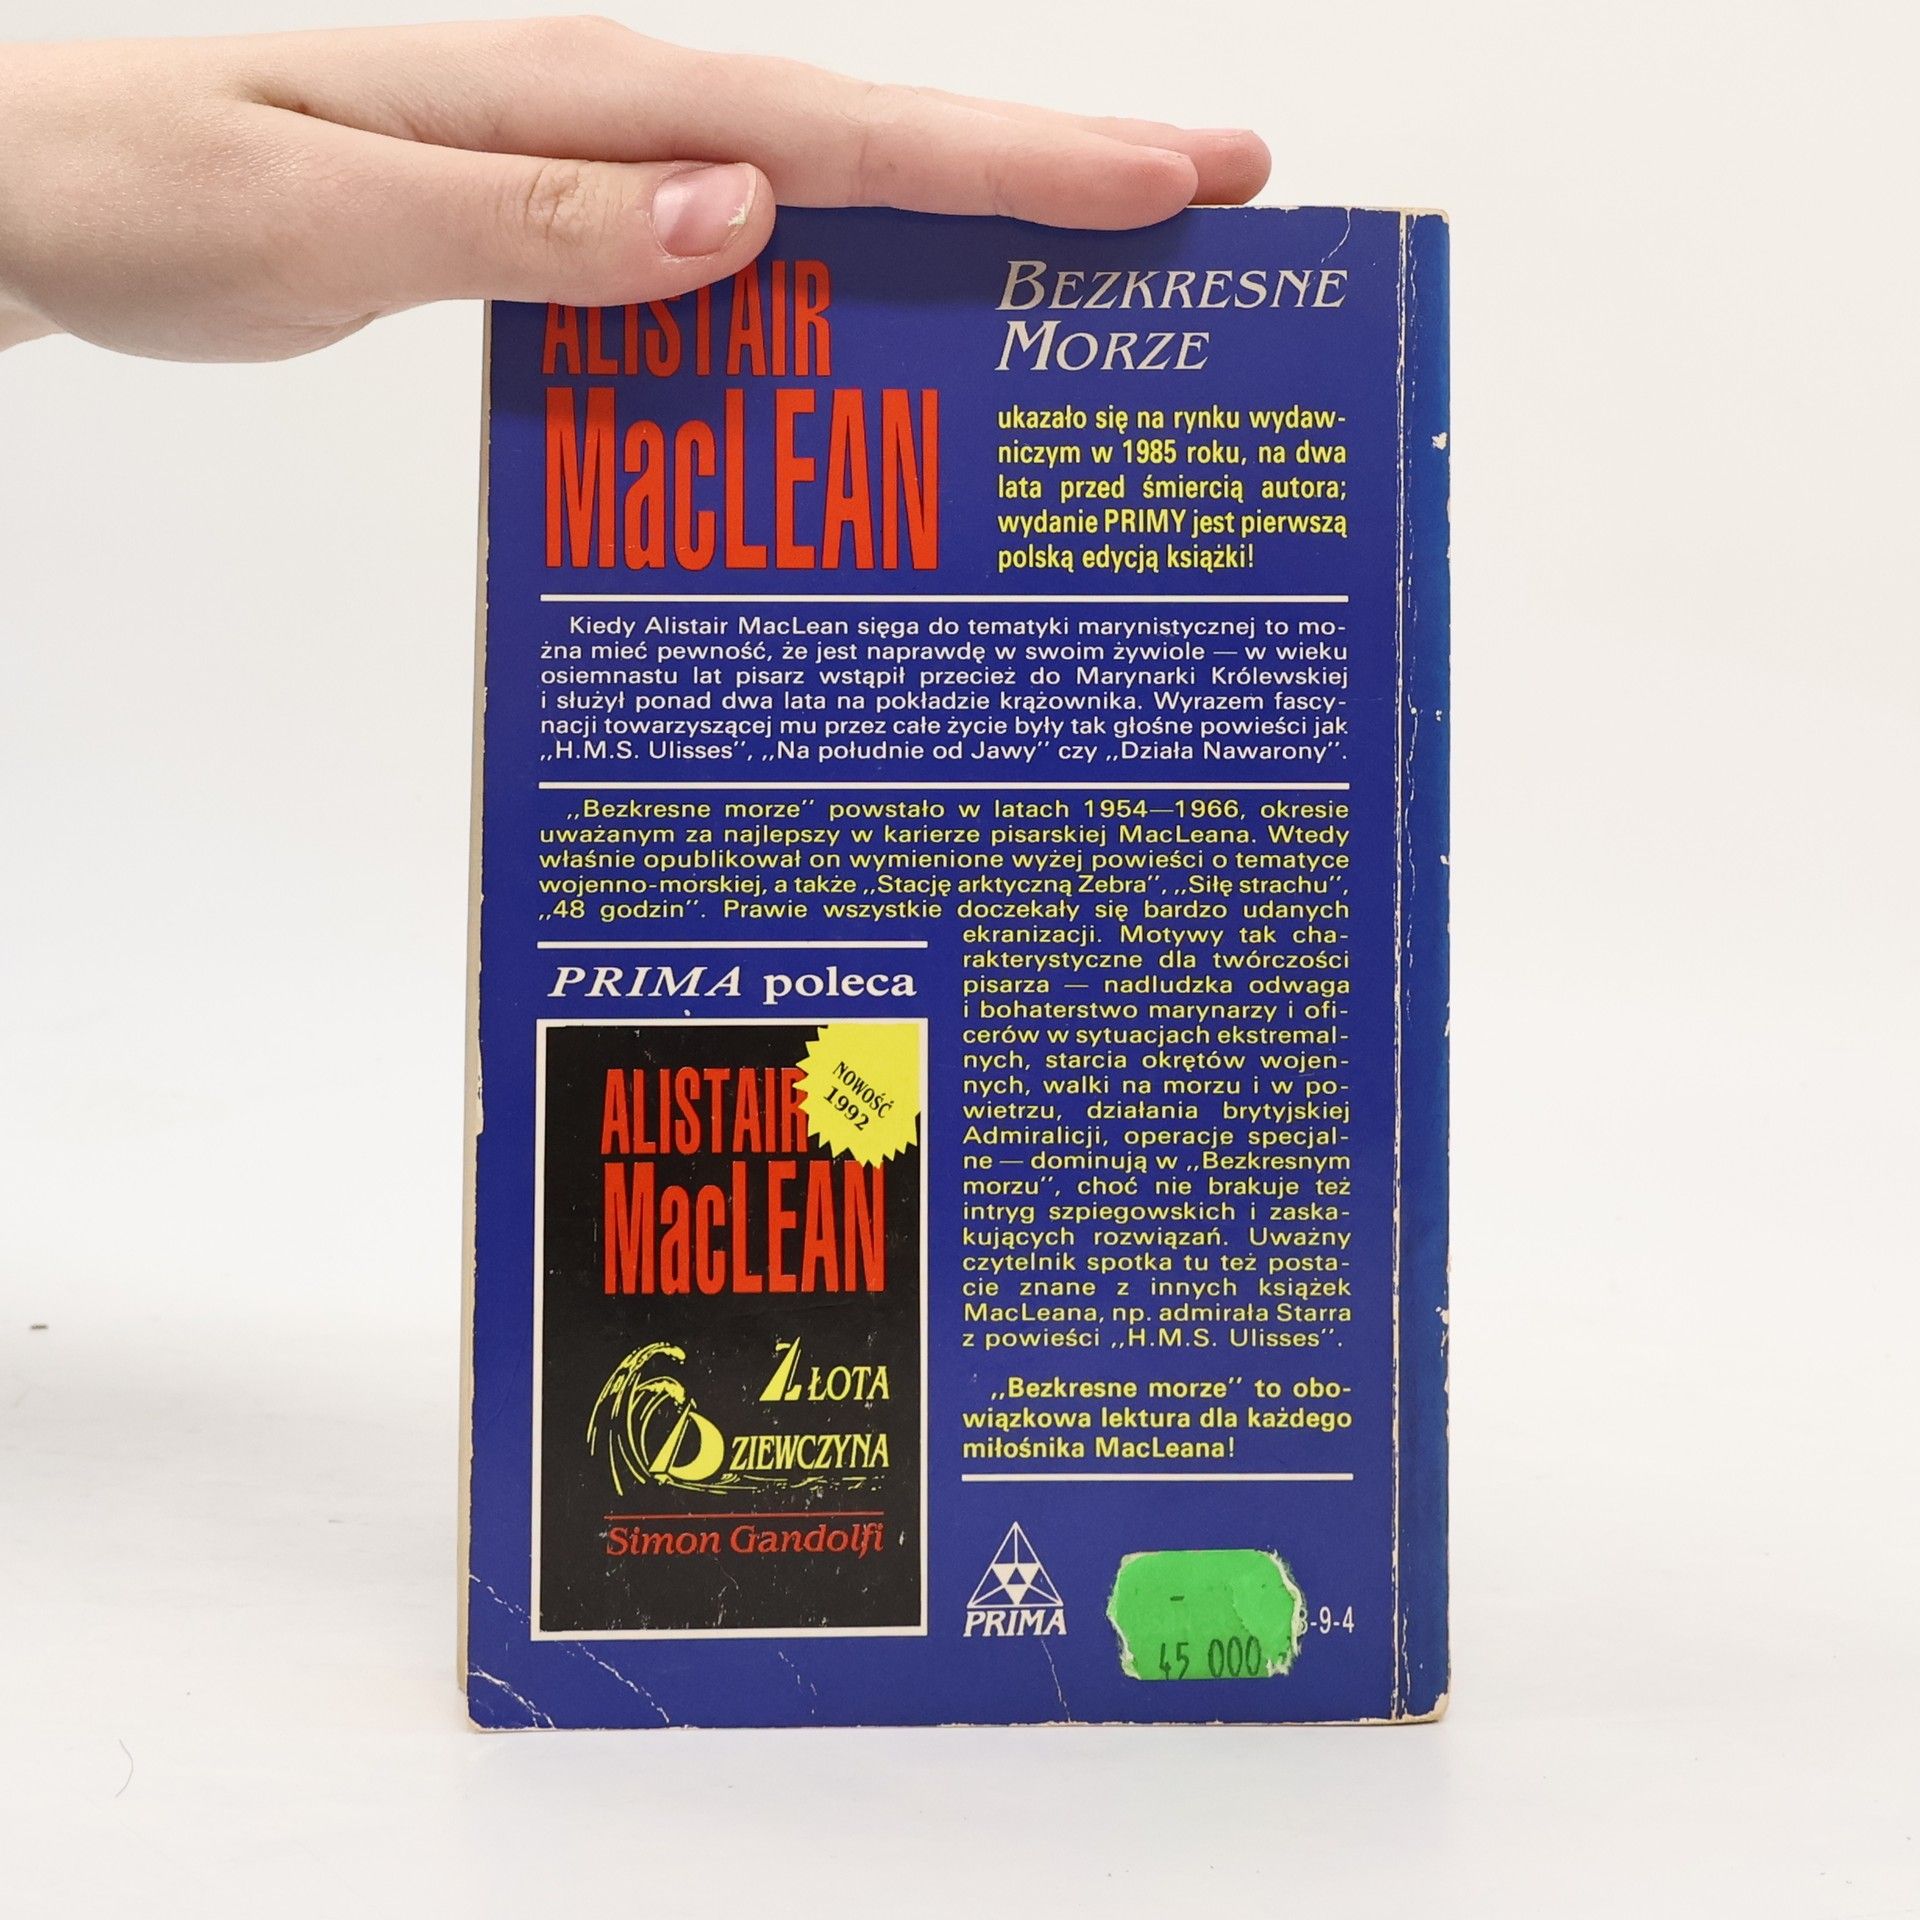 ALISTAIR
MacLEAN
BEZKRESNE
MORZE
ukazało się na rynku wydaw-
niczym w 1985 roku, na dwa
lata przed śmiercią autora;
wydanie PRIMY jest pierwszą
polską edycją książki!
Kiedy Alistair MacLean sięga do tematyki marynistycznej to mo-
żna mieć pewność, że jest naprawdę w swoim żywiole — w wieku
osiemnastu lat pisarz wstąpił przecież do Marynarki Królewskiej
i służył ponad dwa lata na pokładzie krążownika. Wyrazem fascy-
nacji towarzyszącej mu przez całe życie były tak głośne powieści jak
„H.M.S. Ulisses”, „Na południe od Jawy” czy „Działa Nawarony”.
„Bezkresne morze” powstało w latach 1954—1966, okresie
uważanym za najlepszy w karierze pisarskiej MacLeana. Wtedy
właśnie opublikował on wymienione wyżej powieści o tematyce
wojenno-morskiej, a także „Stację arktyczną Zebra”, „Siłę strachu”,
„48 godzin”. Prawie wszystkie doczekały się bardzo udanych
ekranizacji. Motywy tak cha-
rakterystyczne dla twórczości
pisarza — nadludzka odwaga
i bohaterstwo marynarzy i ofi-
cerów w sytuacjach ekstremal-
nych, starcia okrętów wojen-
nych, walki na morzu i w po-
wietrzu, działania brytyjskiej
Admiralicji, operacje specjal-
ne — dominują w „Bezkresnym
morzu”, choć nie brakuje też
intryg szpiegowskich i zaska-
kujących rozwiązań. Uważny
czytelnik spotka tu też posta-
cie znane z innych książek
MacLeana, np. admirała Starra
z powieści „H.M.S. Ulisses”.
„Bezkresne morze” to obo-
wiązkowa lektura dla każdego
miłośnika MacLeana!
PRIMA poleca
NOWOŚĆ
1992
ALISTAIR
MacLEAN
ZŁOTA
DZIEWCZYNA
Simon Gandolfi
PRIMA
-9-4
45 000